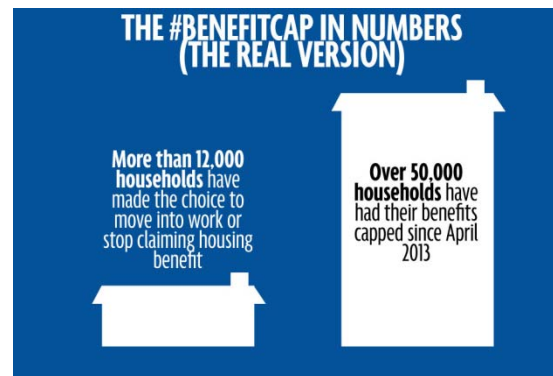 THE #BENEFITCAP IN NUMBERS
(THE REAL VERSION)
More than 12,000
households have
made the choice to
move into work or
stop claiming housing
benefit
Over 50,000
households have
had their benefits
capped since April
2013